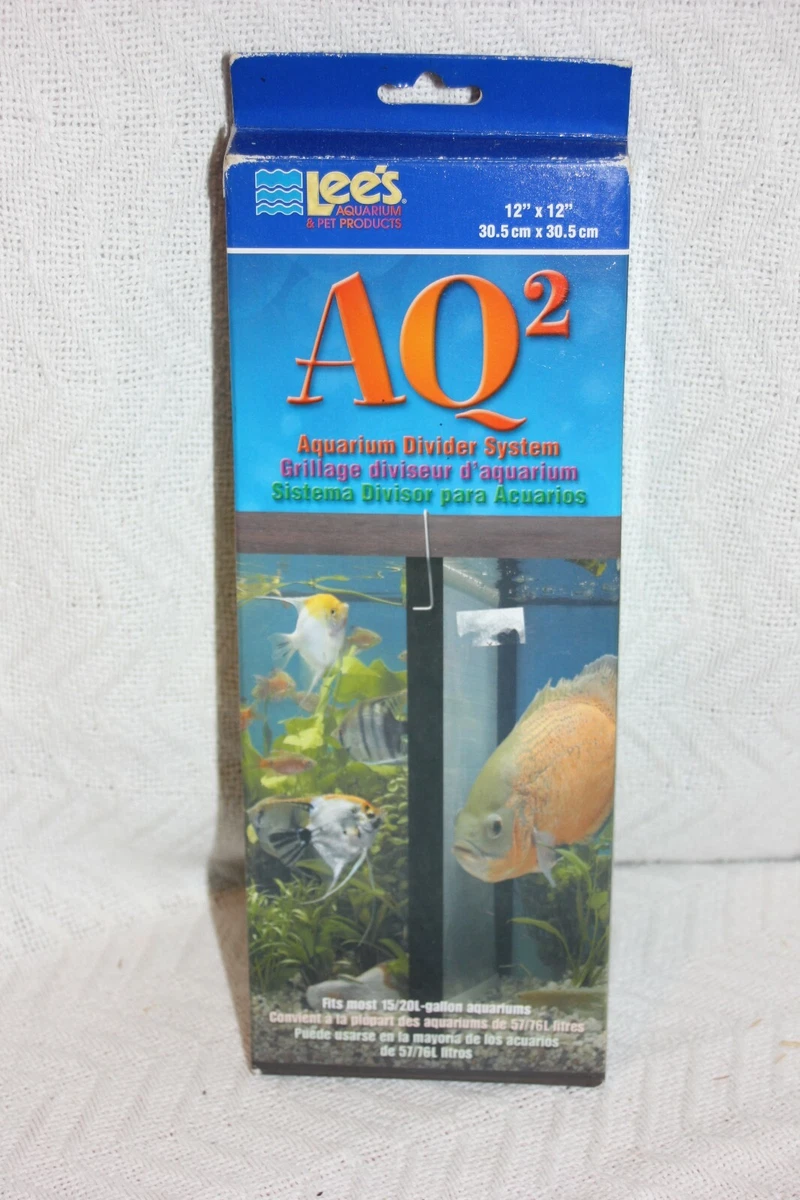 Lee's®
AQUARIUM
& PET PRODUCTS
12" x 12"
30.5 cm x 30.5 cm
AQ²
Aquarium Divider System
Grillage diviseur d'aquarium
Sistema Divisor para Acuarios
Fits most 15/20L-gallon aquariums
Convient à la plupart des aquariums de 57/76L litres
Puede usarse en la mayoría de los acuarios
de 57/76L litros